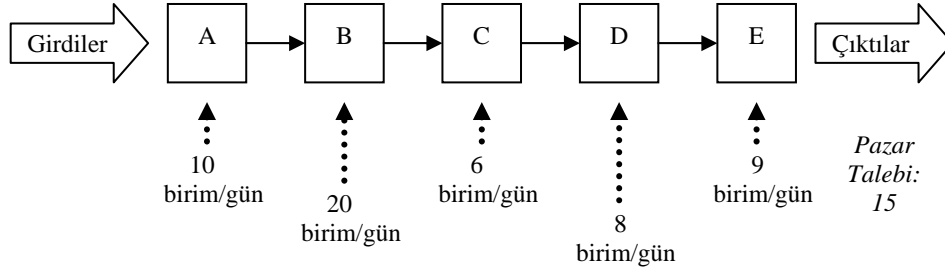 Girdiler
A
B
C
D
E
Çıktılar
10
birim/gün
20
birim/gün
6
birim/gün
8
birim/gün
9
birim/gün
Pazar
Talebi:
15